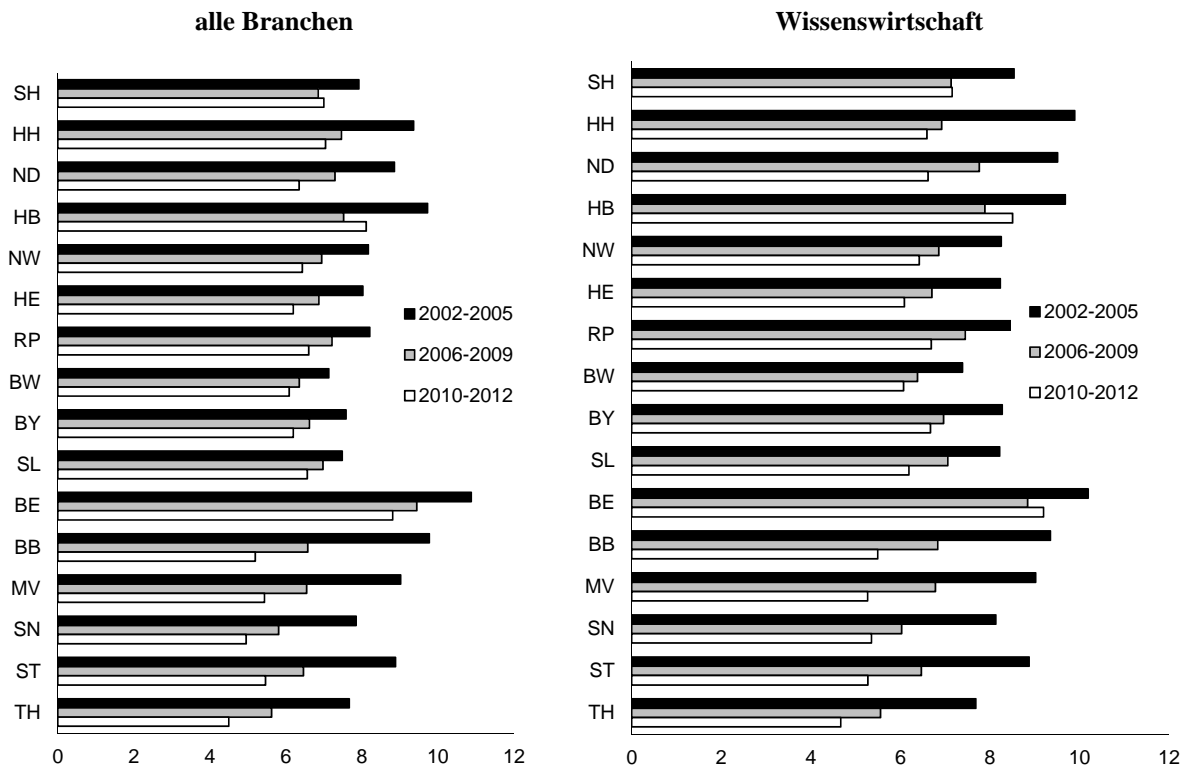 alle Branchen
SH
HH
ND
HB
NW
HE
RP
BW
BY
SL
BE
BB
MV
SN
ST
TH
2002-2005
2006-2009
2010-2012
0 2 4 6 8 10 12
Wissenswirtschaft
SH
HH
ND
HB
NW
HE
RP
BW
BY
SL
BE
BB
MV
SN
ST
TH
2002-2005
2006-2009
2010-2012
0 2 4 6 8 10 12